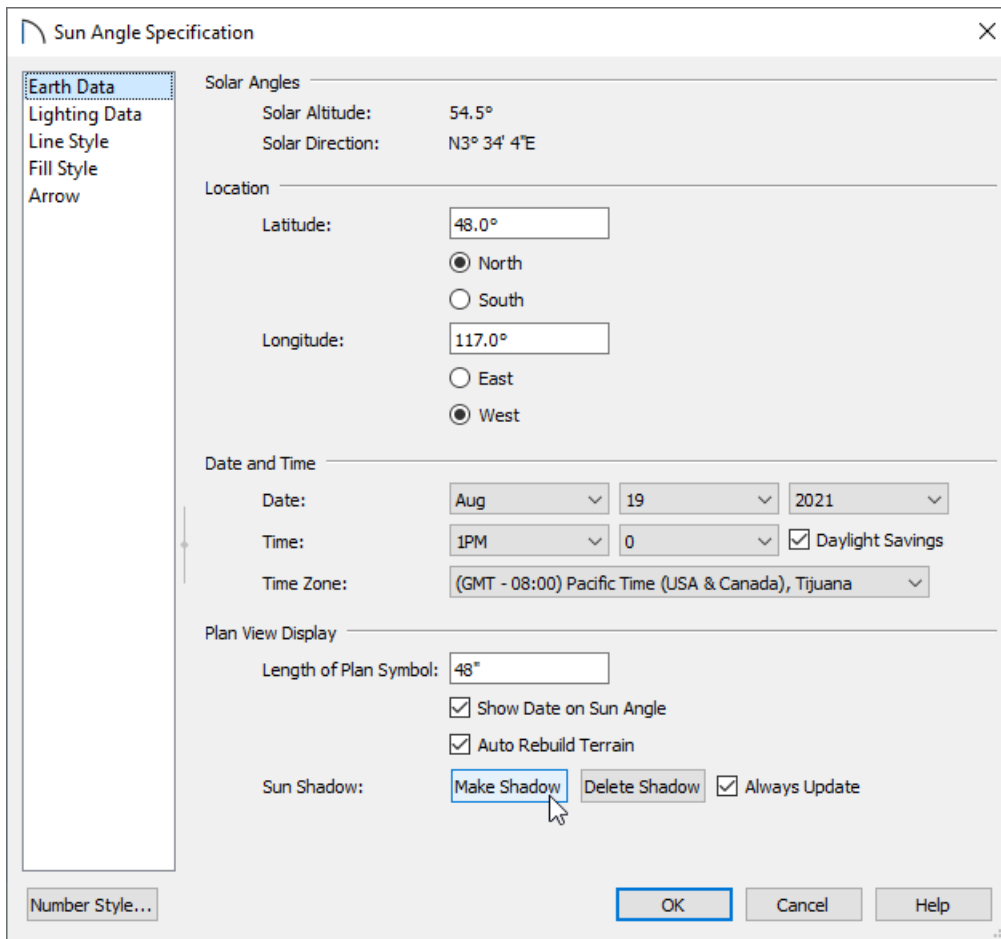 Sun Angle Specification
Earth Data
Lighting Data
Line Style
Fill Style
Arrow
Solar Angles
Solar Altitude: 54.5°
Solar Direction: N3° 34' 4"E
Location
Latitude: 48.0°
North
South
Longitude: 117.0°
East
West
Date and Time
Date: Aug 19 2021
Time: 1PM 0 Daylight Savings
Time Zone: (GMT - 08:00) Pacific Time (USA & Canada), Tijuana
Plan View Display
Length of Plan Symbol: 48"
Show Date on Sun Angle
Auto Rebuild Terrain
Sun Shadow: Make Shadow Delete Shadow Always Update
Number Style... OK Cancel Help